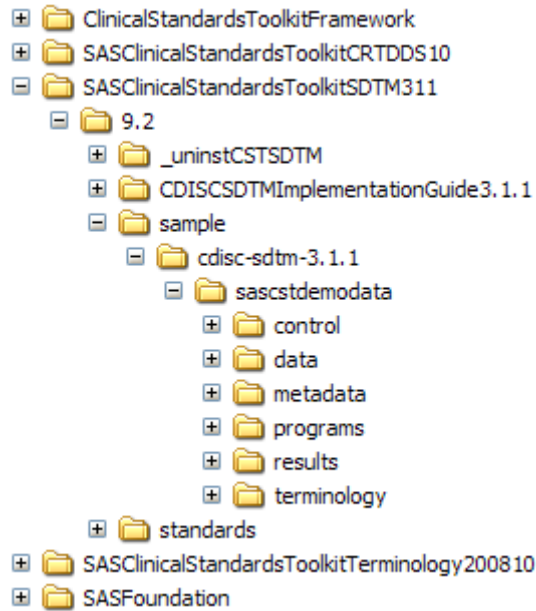 ClinicalStandardsToolkitFramework
SASClinicalStandardsToolkitCRTDDS10
SASClinicalStandardsToolkitSDTM311
9.2
_uninstCSTSDTM
CDISCSDTMImplementationGuide3.1.1
sample
cdisc-sdtm-3.1.1
sascstdemodata
control
data
metadata
programs
results
terminology
standards
SASClinicalStandardsToolkitTerminology200810
SASFoundation